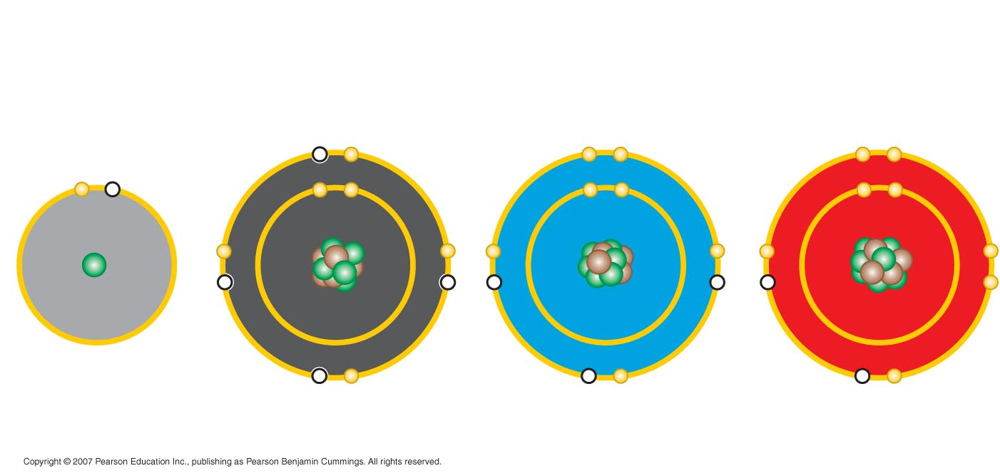 Copyright © 2007 Pearson Education Inc., publishing as Pearson Benjamin Cummings. All rights reserved.